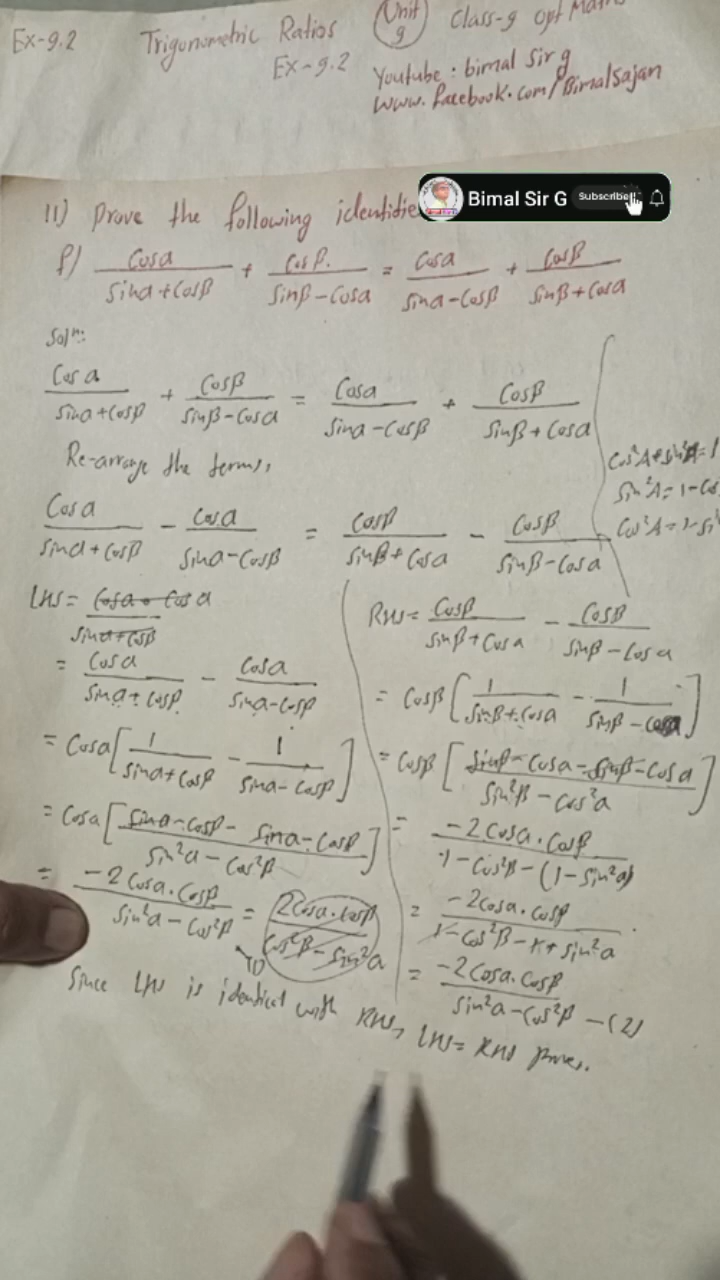 Ex-9.2 Trigonometric Ratios Unit 9 Class-9 Opt Maths
Ex-9.2 Youtube : bimal Sir g
www.facebook.com/BimalSajan
Bimal Sir G Subscribe
11) Prove the following identitie
f) Cosα/(sinα+Cosβ) + Cosβ/(sinβ-Cosα) = Cosα/(sinα-Cosβ) + Cosβ/(sinβ+Cosα)
Solⁿ:
Cosα/(sinα+Cosβ) + Cosβ/(sinβ-Cosα) = Cosα/(sinα-Cosβ) + Cosβ/(sinβ+Cosα)
Re-arrage the terms,
Cos²A+sin²A=1
Sin²A=1-Cos
Cos²A=1-Si
Cosα/(sinα+Cosβ) - Cosα/(sinα-Cosβ) = Cosβ/(sinβ+Cosα) - Cosβ/(sinβ-Cosα)
LHS =
= Cosα/(sinα+Cosβ) - Cosα/(sinα-Cosβ)
= Cosα[1/(sinα+Cosβ) - 1/(sinα-Cosβ)]
= Cosα[(sinα-Cosβ-sinα-Cosβ)/(Sin²α-Cos²β)]
= -2Cosα.Cosβ/(Sin²α-Cos²β) = 2Cosα.Cosβ/(Cos²β-Sin²α)
(1)
RHS = Cosβ/(sinβ+Cosα) - Cosβ/(sinβ-Cosα)
= Cosβ[1/(sinβ+Cosα) - 1/(sinβ-Cosα)]
= Cosβ[(sinβ-Cosα-sinβ-Cosα)/(Sin²β-Cos²α)]
= -2Cosα.Cosβ/(1-Cos²β-(1-Sin²α))
= -2Cosα.Cosβ/(1-Cos²β-1+Sin²α)
= -2Cosα.Cosβ/(Sin²α-Cos²β) -(2)
Since LHS is identical with RHS, LHS=RHS